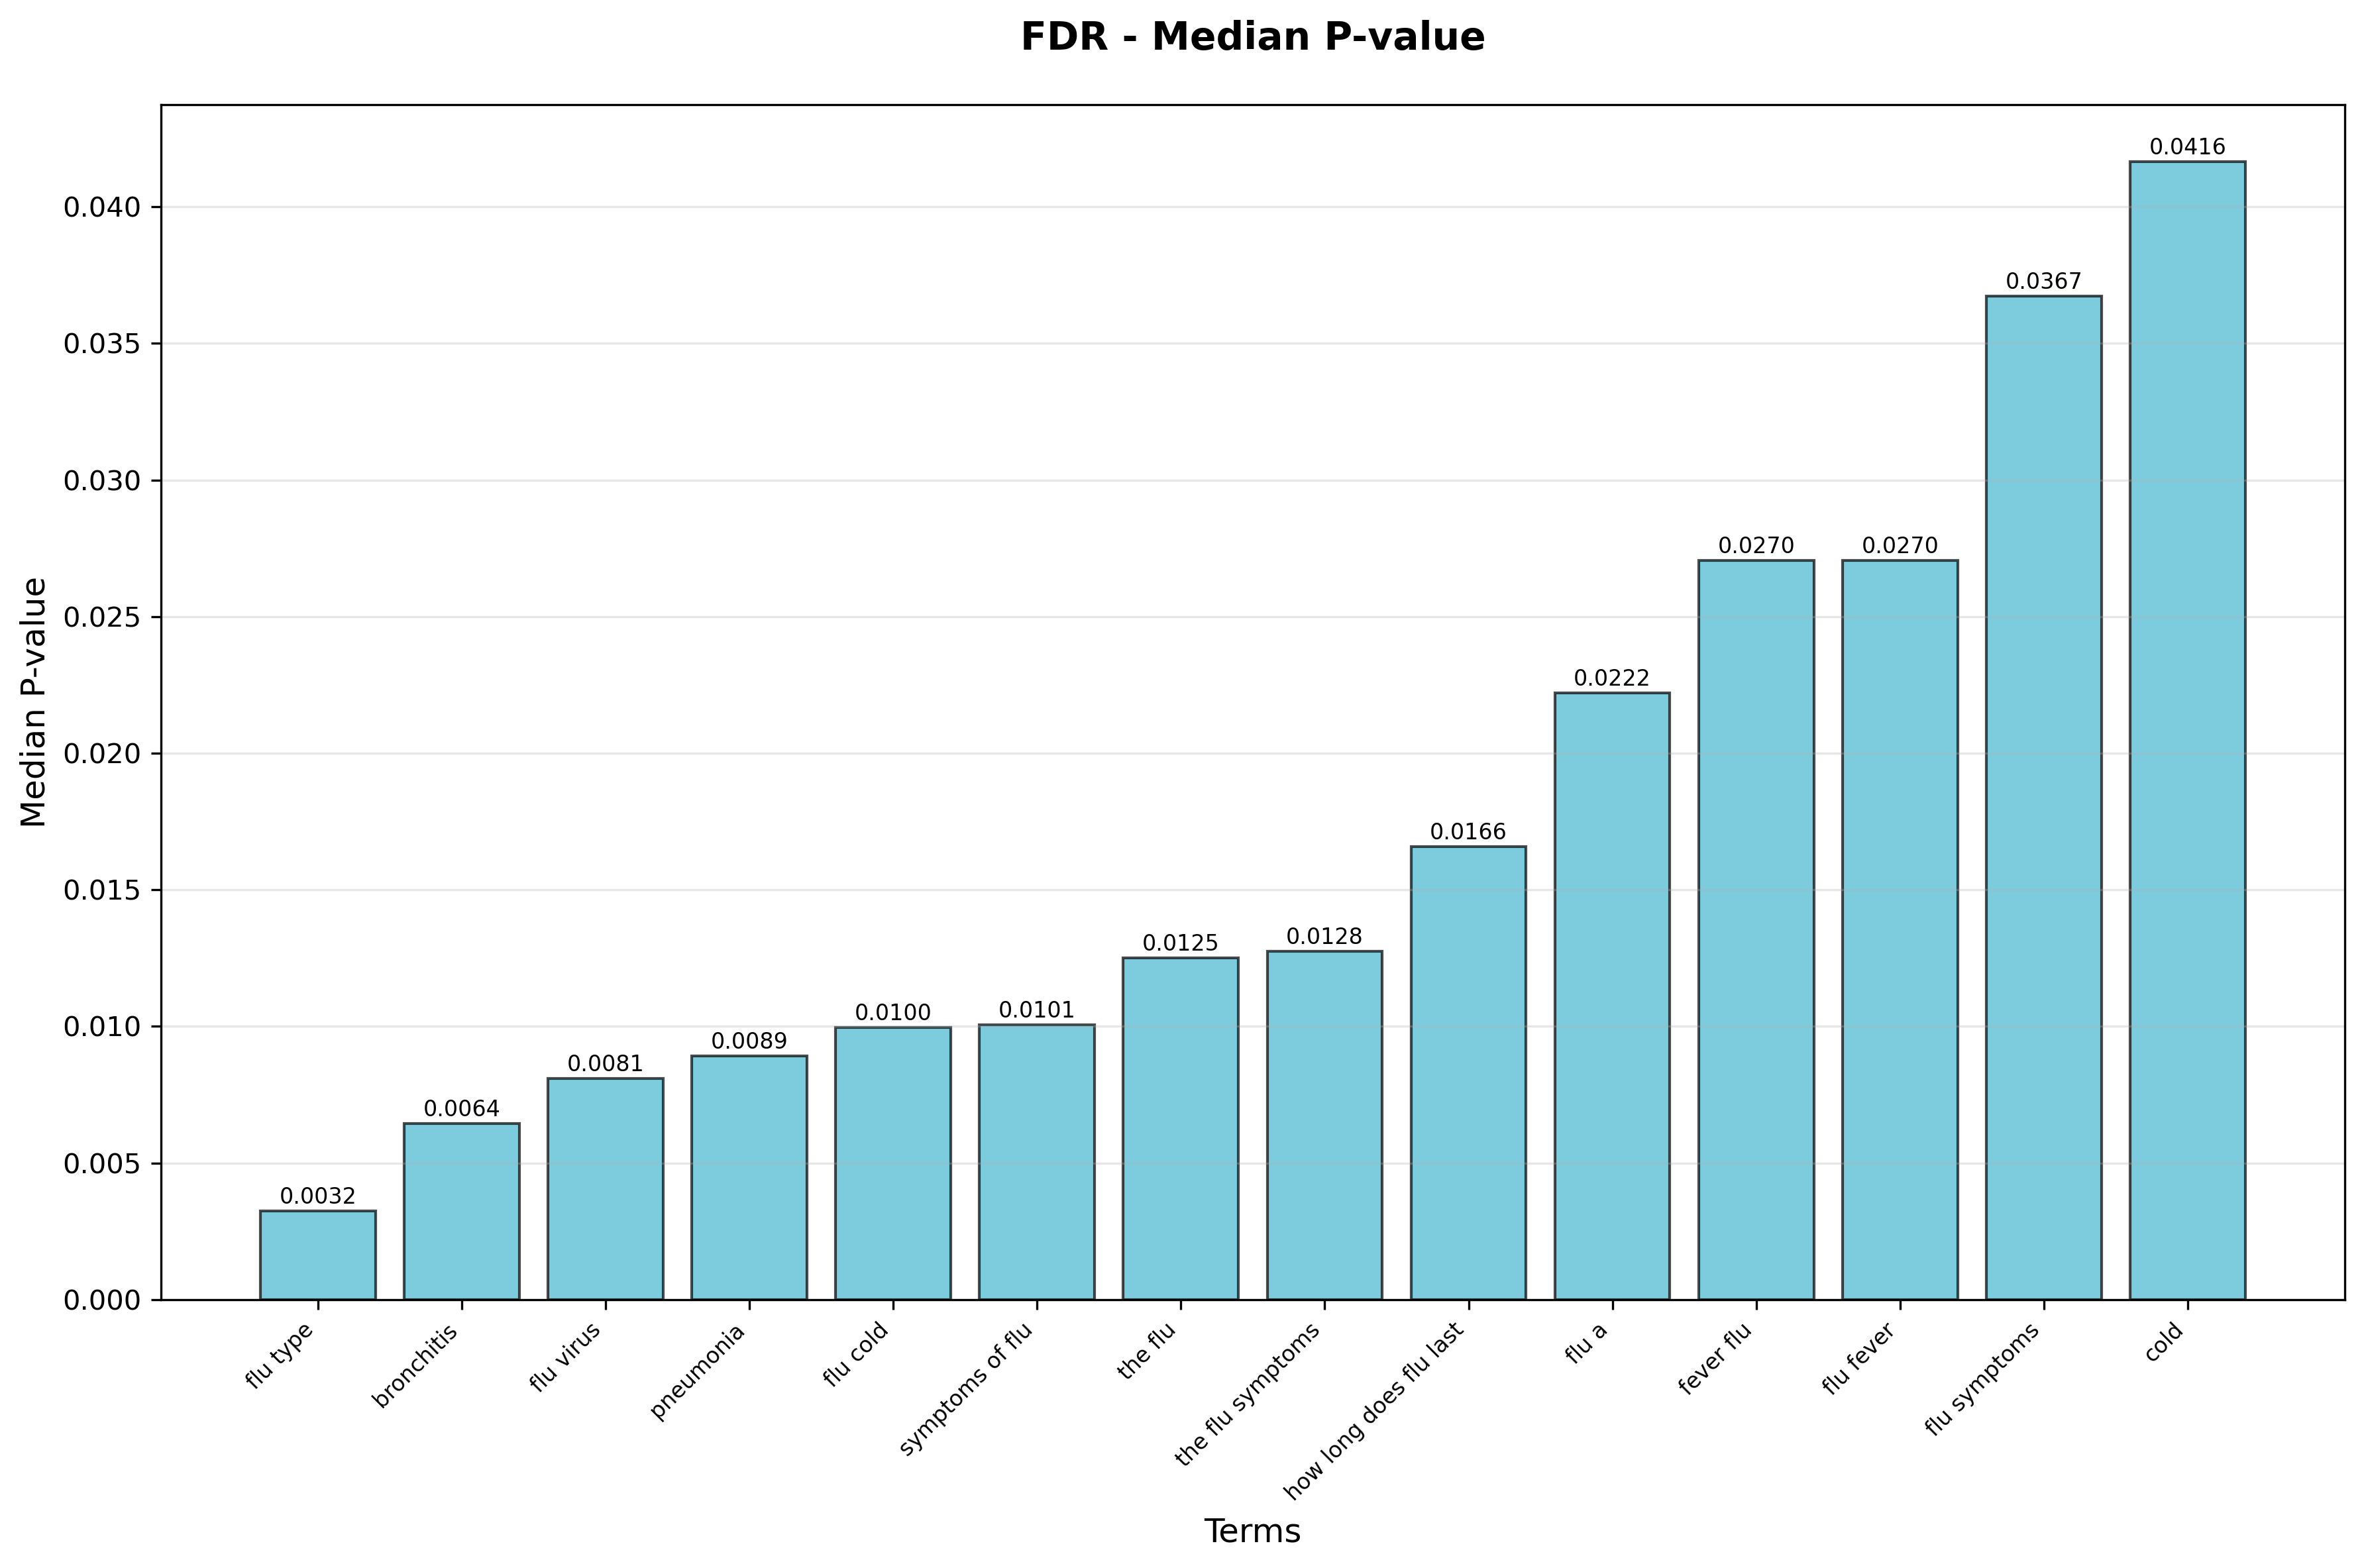 FDR - Median P-value
Median P-value
0.040
0.035
0.030
0.025
0.020
0.015
0.010
0.005
0.000
0.0032
0.0064
0.0081
0.0089
0.0100
0.0101
0.0125
0.0128
0.0166
0.0222
0.0270
0.0270
0.0367
0.0416
flu type
bronchitis
flu virus
pneumonia
flu cold
symptoms of flu
the flu
the flu symptoms
how long does flu last
flu a
fever flu
flu fever
flu symptoms
cold
Terms